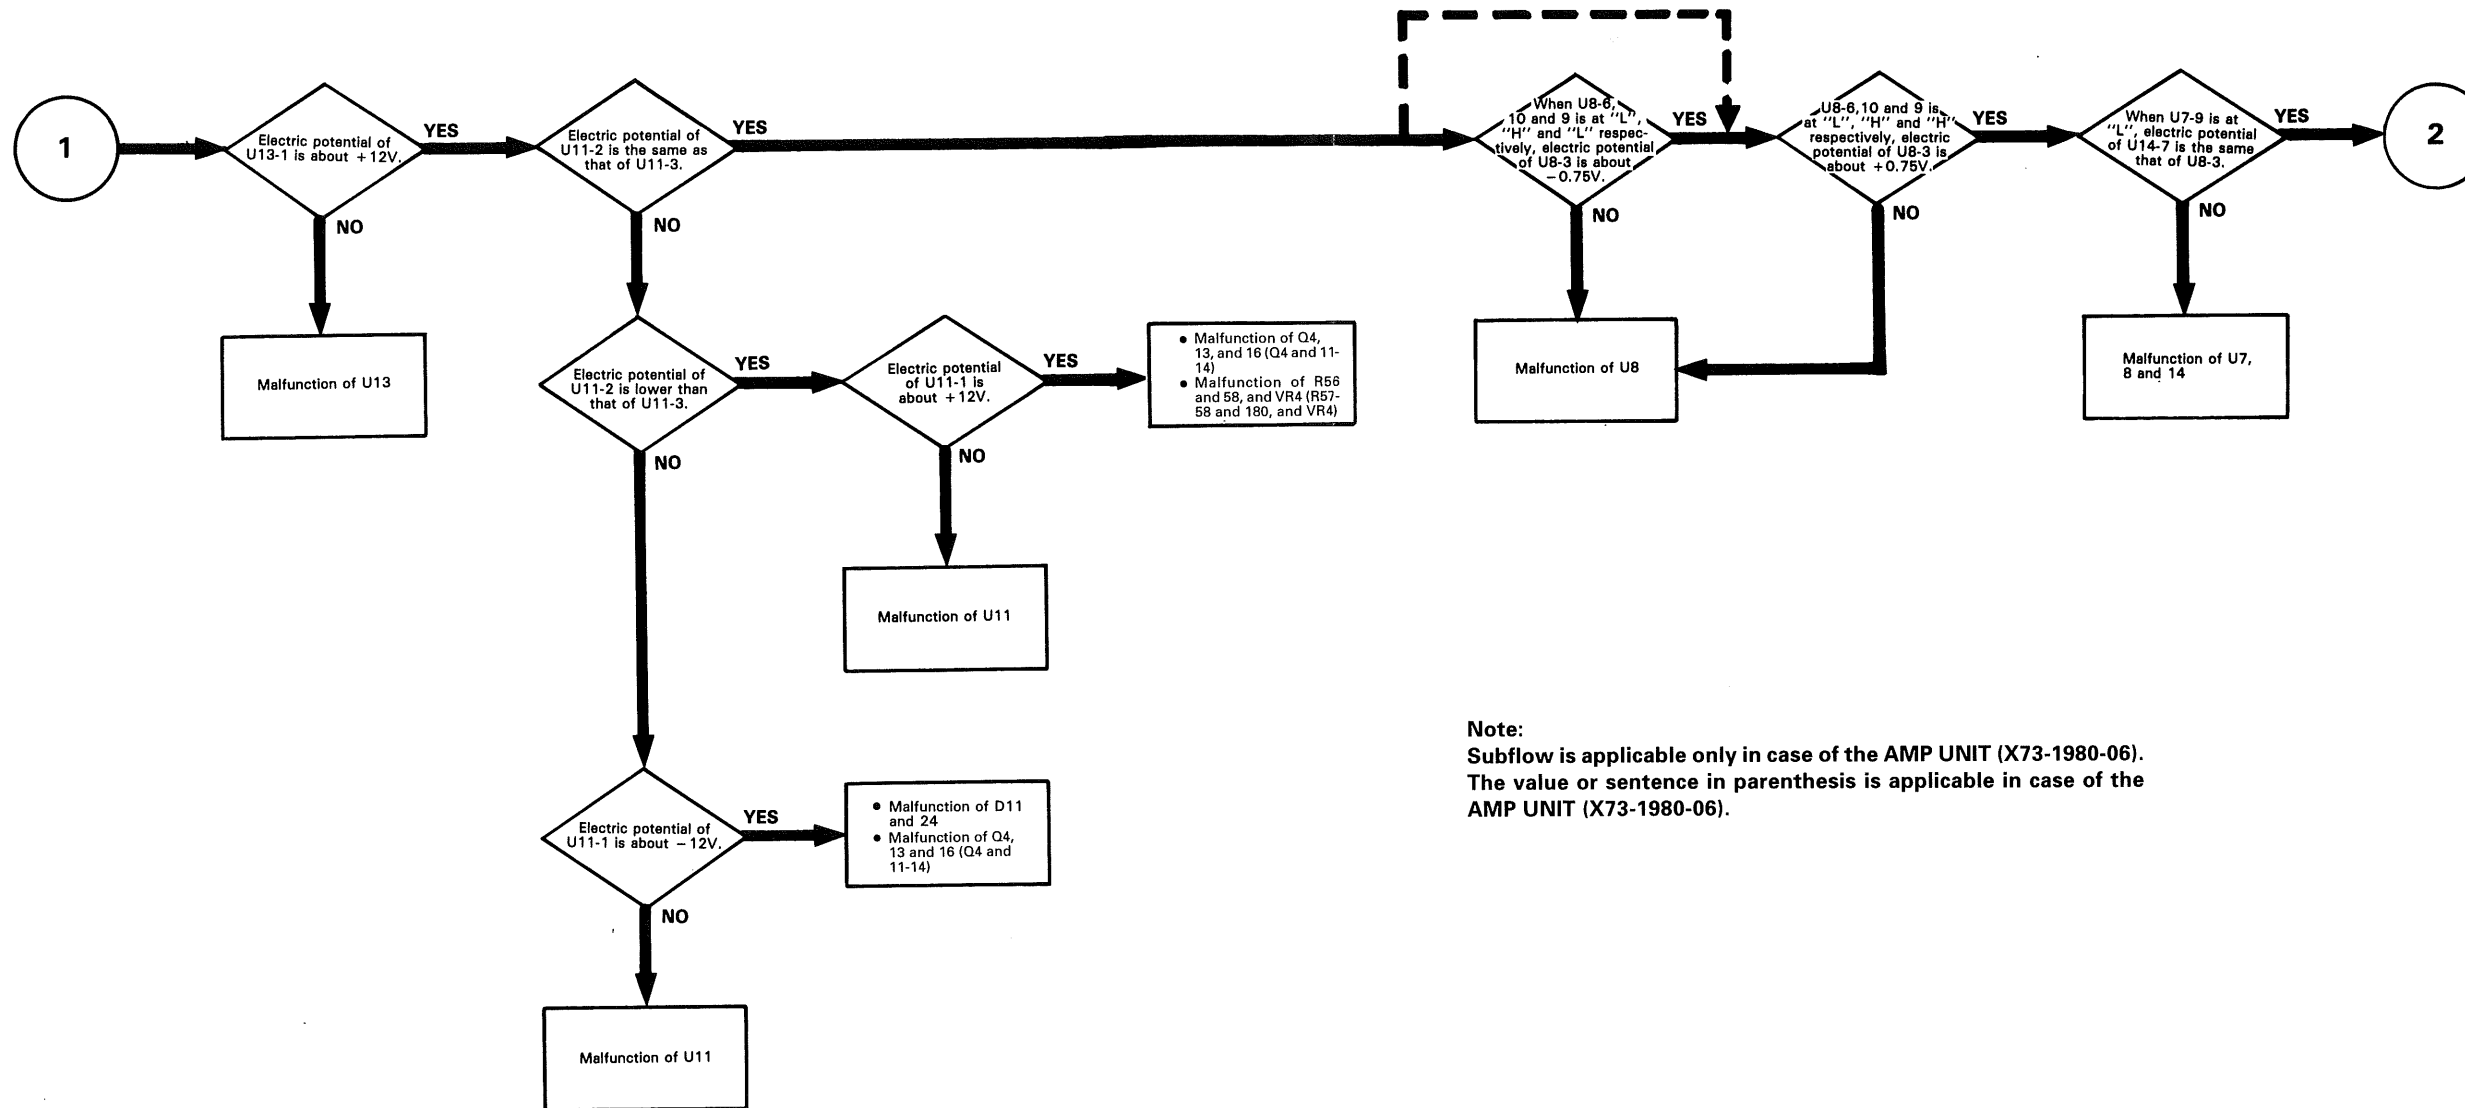 1
Electric potential of
U13-1 is about +12V.
YES
NO
Malfunction of U13
Electric potential of
U11-2 is the same as
that of U11-3.
YES
NO
Electric potential of
U11-2 is lower than
that of U11-3.
YES
NO
Electric potential
of U11-1 is
about +12V.
YES
NO
• Malfunction of Q4,
13, and 16 (Q4 and 11-
14)
• Malfunction of R56
and 58, and VR4 (R57-
58 and 180, and VR4)
Malfunction of U11
Electric potential of
U11-1 is about −12V.
YES
NO
• Malfunction of D11
and 24
• Malfunction of Q4,
13 and 16 (Q4 and
11-14)
Malfunction of U11
When U8-6,
10 and 9 is at "L",
"H" and "L" respec-
tively, electric potential
of U8-3 is about
−0.75V.
YES
NO
Malfunction of U8
U8-6,10 and 9 is
at "L", "H" and "H"
respectively, electric
potential of U8-3 is
about +0.75V.
YES
NO
When U7-9 is at
"L", electric potential
of U14-7 is the same
that of U8-3.
YES
NO
Malfunction of U7,
8 and 14
2
Note:
Subflow is applicable only in case of the AMP UNIT (X73-1980-06).
The value or sentence in parenthesis is applicable in case of the
AMP UNIT (X73-1980-06).